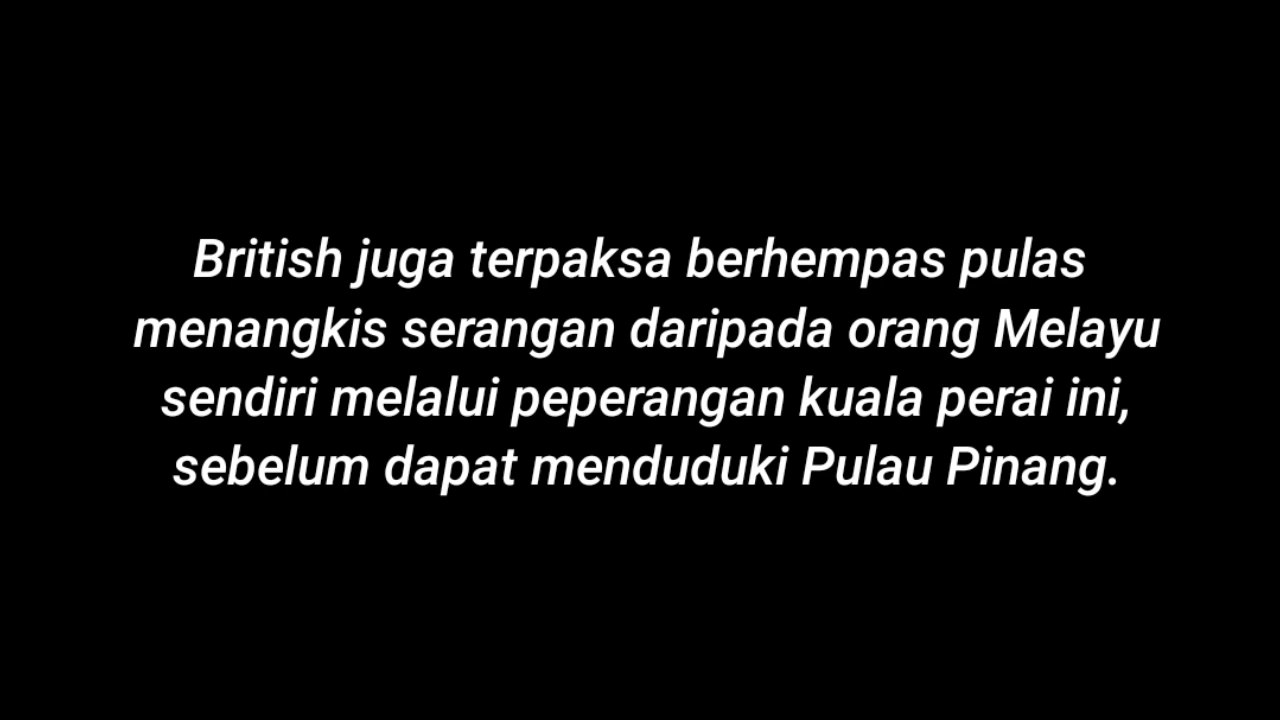 British juga terpaksa berhempas pulas
menangkis serangan daripada orang Melayu
sendiri melalui peperangan kuala perai ini,
sebelum dapat menduduki Pulau Pinang.